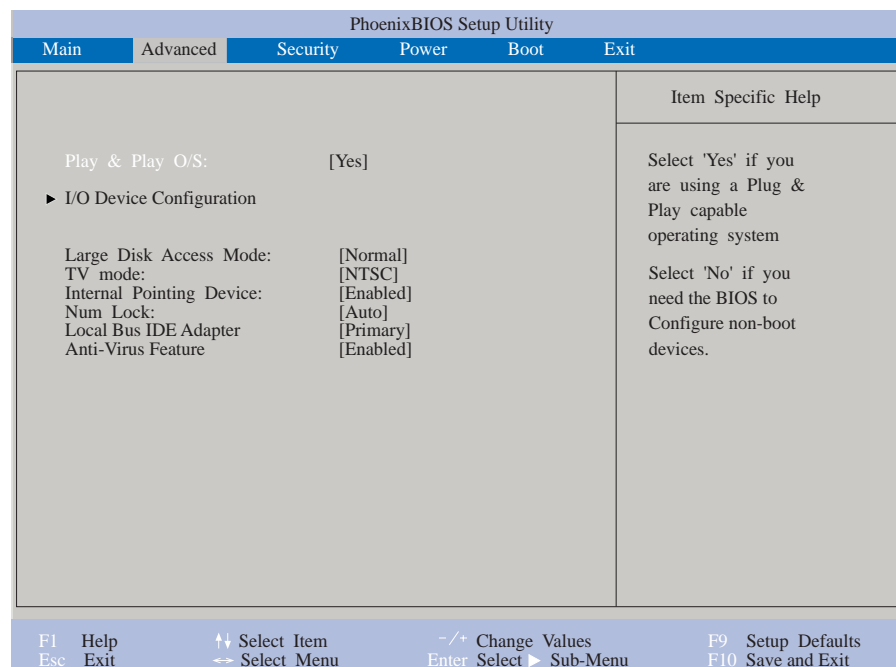 PhoenixBIOS Setup Utility
Main Advanced Security Power Boot Exit
Item Specific Help
Play & Play O/S: [Yes]
I/O Device Configuration
Large Disk Access Mode: [Normal]
TV mode: [NTSC]
Internal Pointing Device: [Enabled]
Num Lock: [Auto]
Local Bus IDE Adapter [Primary]
Anti-Virus Feature [Enabled]
Select 'Yes' if you
are using a Plug &
Play capable
operating system
Select 'No' if you
need the BIOS to
Configure non-boot
devices.
F1 Help ↑↓ Select Item -/+ Change Values F9 Setup Defaults
Esc Exit ↔ Select Menu Enter Select ▶ Sub-Menu F10 Save and Exit